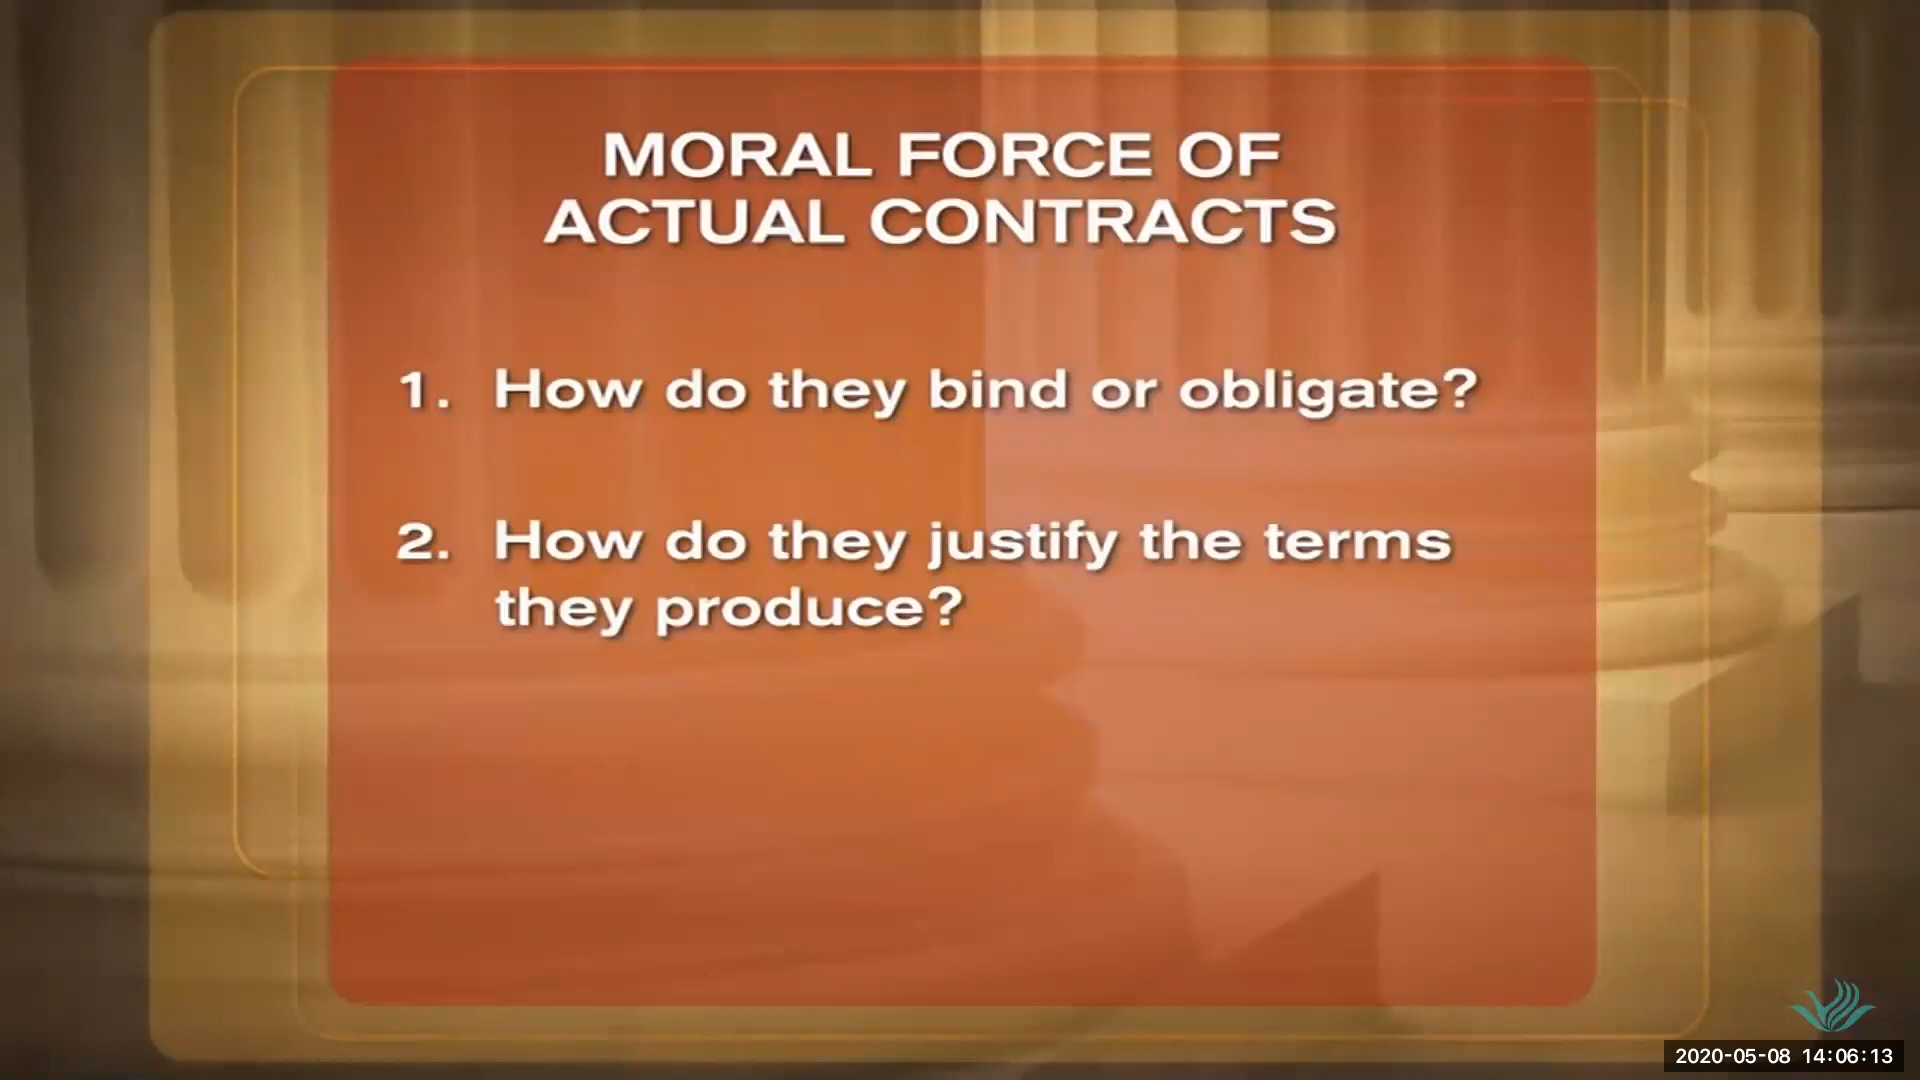 MORAL FORCE OF
ACTUAL CONTRACTS
1. How do they bind or obligate?
2. How do they justify the terms
they produce?
2020-05-08 14:06:13